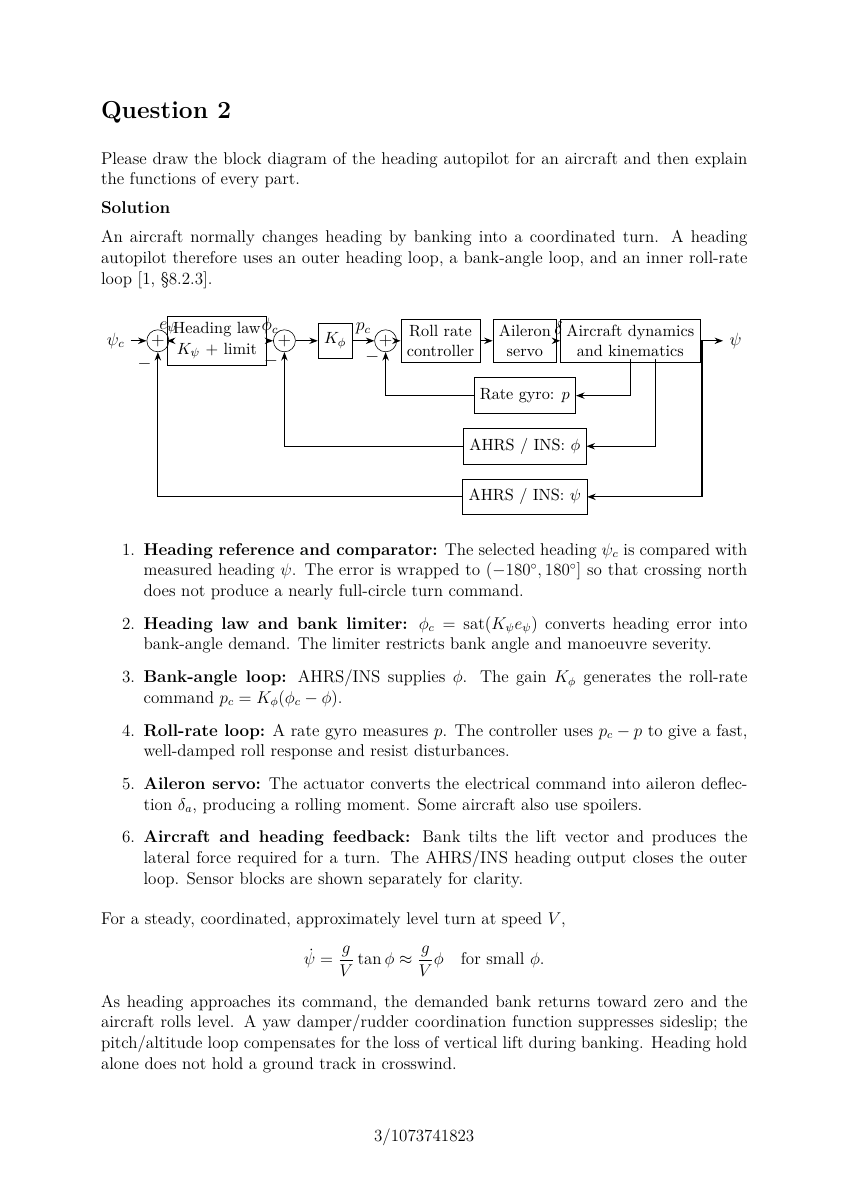 Question 2
Please draw the block diagram of the heading autopilot for an aircraft and then explain
the functions of every part.
Solution
An aircraft normally changes heading by banking into a coordinated turn. A heading
autopilot therefore uses an outer heading loop, a bank-angle loop, and an inner roll-rate
loop [1, §8.2.3].
ψc + − eψ Heading law ϕc + − Kϕ pc − + Roll rate Aileron Aircraft dynamics ψ
Kψ + limit controller servo and kinematics
Rate gyro: p
AHRS / INS: ϕ
AHRS / INS: ψ
1. Heading reference and comparator: The selected heading ψc is compared with
measured heading ψ. The error is wrapped to (−180°, 180°] so that crossing north
does not produce a nearly full-circle turn command.
2. Heading law and bank limiter: ϕc = sat(Kψeψ) converts heading error into
bank-angle demand. The limiter restricts bank angle and manoeuvre severity.
3. Bank-angle loop: AHRS/INS supplies ϕ. The gain Kϕ generates the roll-rate
command pc = Kϕ(ϕc − ϕ).
4. Roll-rate loop: A rate gyro measures p. The controller uses pc − p to give a fast,
well-damped roll response and resist disturbances.
5. Aileron servo: The actuator converts the electrical command into aileron deflec-
tion δa, producing a rolling moment. Some aircraft also use spoilers.
6. Aircraft and heading feedback: Bank tilts the lift vector and produces the
lateral force required for a turn. The AHRS/INS heading output closes the outer
loop. Sensor blocks are shown separately for clarity.
For a steady, coordinated, approximately level turn at speed V,
ψ̇ = g/V tan ϕ ≈ g/V ϕ for small ϕ.
As heading approaches its command, the demanded bank returns toward zero and the
aircraft rolls level. A yaw damper/rudder coordination function suppresses sideslip; the
pitch/altitude loop compensates for the loss of vertical lift during banking. Heading hold
alone does not hold a ground track in crosswind.
3/1073741823